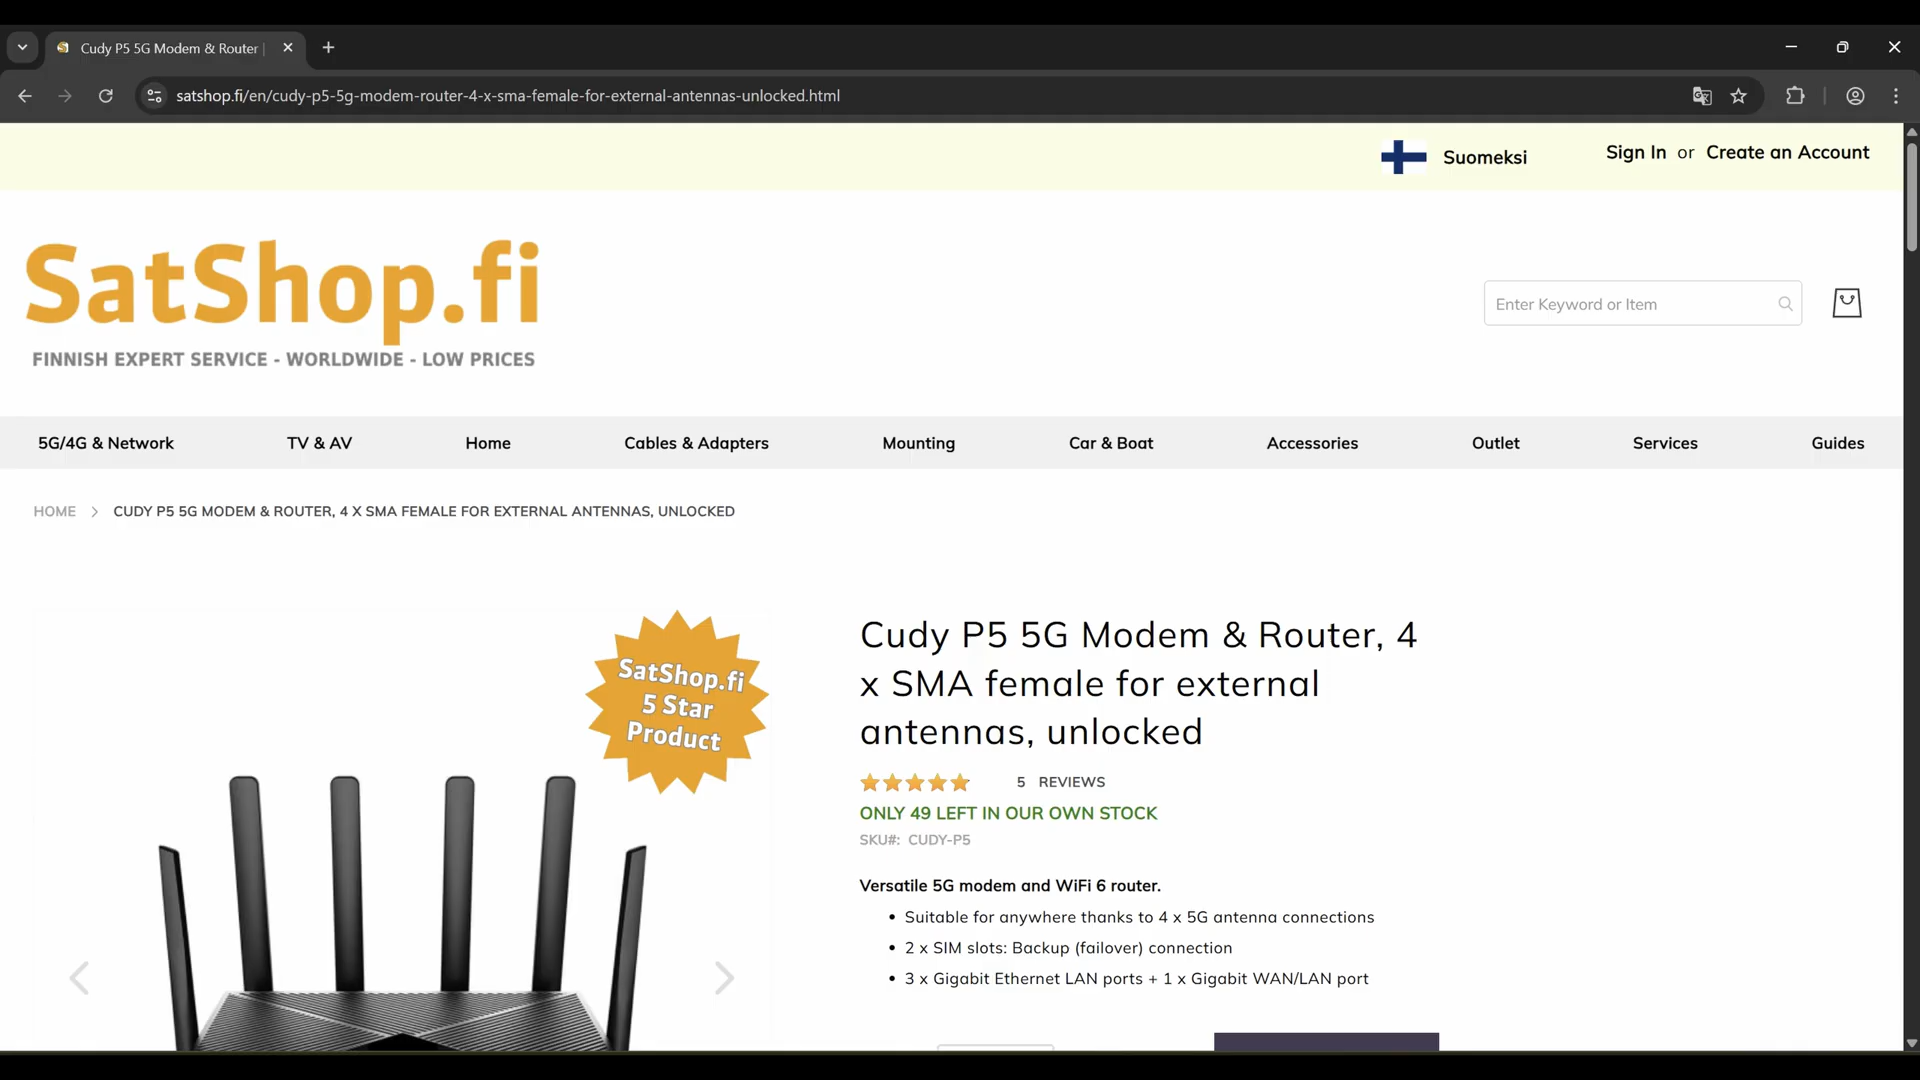 Cudy P5 5G Modem & Router |
satshop.fi/en/cudy-p5-5g-modem-router-4-x-sma-female-for-external-antennas-unlocked.html
Suomeksi
Sign In or Create an Account
SatShop.fi
FINNISH EXPERT SERVICE - WORLDWIDE - LOW PRICES
Enter Keyword or Item
5G/4G & Network TV & AV Home Cables & Adapters Mounting Car & Boat Accessories Outlet Services Guides
HOME > CUDY P5 5G MODEM & ROUTER, 4 X SMA FEMALE FOR EXTERNAL ANTENNAS, UNLOCKED
SatShop.fi
5 Star
Product
Cudy P5 5G Modem & Router, 4
x SMA female for external
antennas, unlocked
5 REVIEWS
ONLY 49 LEFT IN OUR OWN STOCK
SKU#: CUDY-P5
Versatile 5G modem and WiFi 6 router.
• Suitable for anywhere thanks to 4 x 5G antenna connections
• 2 x SIM slots: Backup (failover) connection
• 3 x Gigabit Ethernet LAN ports + 1 x Gigabit WAN/LAN port